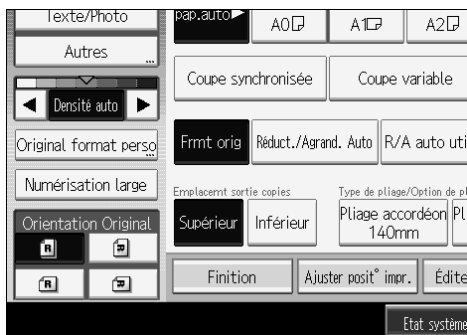 Texte/Photo
Autres
Densité auto
Original format perso
Numérisation large
Orientation Original
R R
R R
pap.auto
A0 A1 A2
Coupe synchronisée Coupe variable
Frmt orig Réduct./Agrand. Auto R/A auto uti
Emplacemt sortie copies Type de pliage/Option de pl
Supérieur Inférieur Pliage accordéon Pl
140mm
Finition Ajuster posit° impr. Édite
Etat système